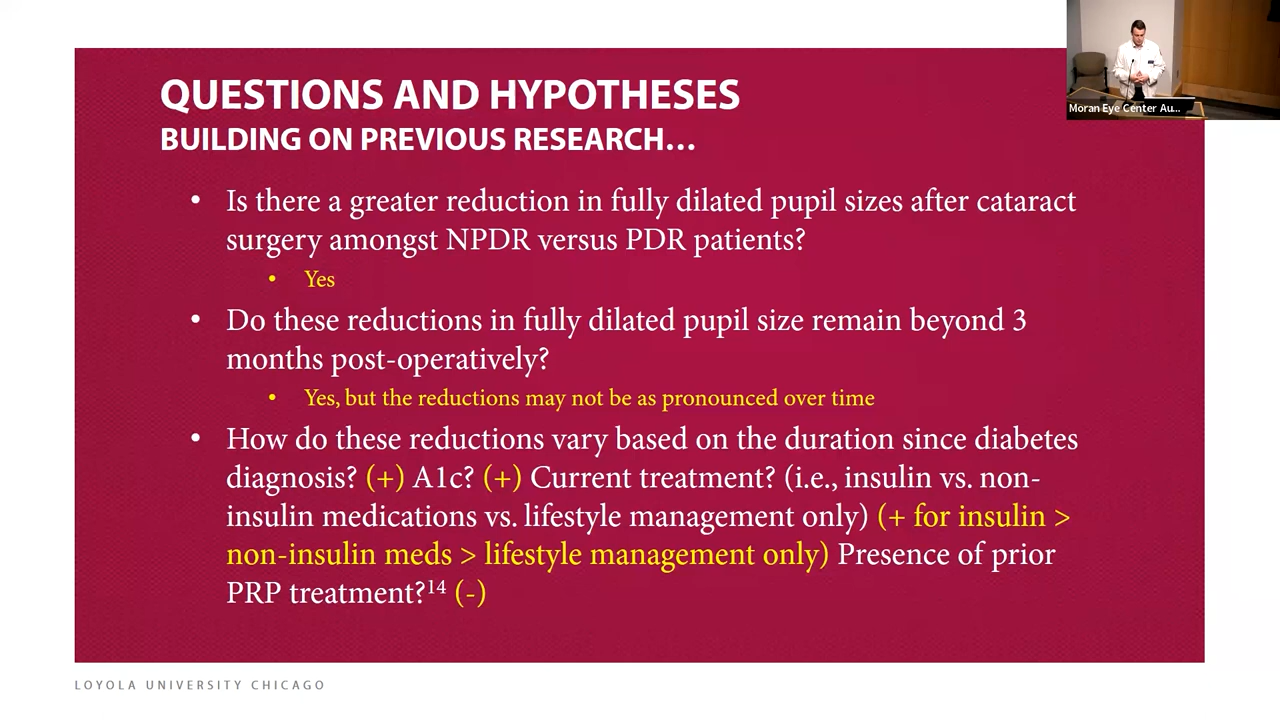 QUESTIONS AND HYPOTHESES
BUILDING ON PREVIOUS RESEARCH…
• Is there a greater reduction in fully dilated pupil sizes after cataract
surgery amongst NPDR versus PDR patients?
• Yes
• Do these reductions in fully dilated pupil size remain beyond 3
months post-operatively?
• Yes, but the reductions may not be as pronounced over time
• How do these reductions vary based on the duration since diabetes
diagnosis? (+) A1c? (+) Current treatment? (i.e., insulin vs. non-
insulin medications vs. lifestyle management only) (+ for insulin >
non-insulin meds > lifestyle management only) Presence of prior
PRP treatment?¹⁴ (-)
Moran Eye Center Au...
LOYOLA UNIVERSITY CHICAGO